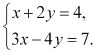 x + 2y = 4,
3x − 4y = 7.